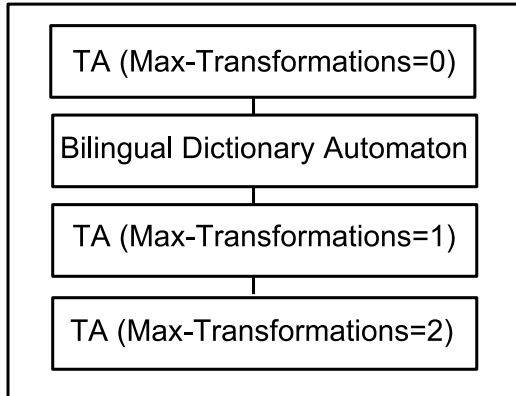 TA (Max-Transformations=0)
Bilingual Dictionary Automaton
TA (Max-Transformations=1)
TA (Max-Transformations=2)